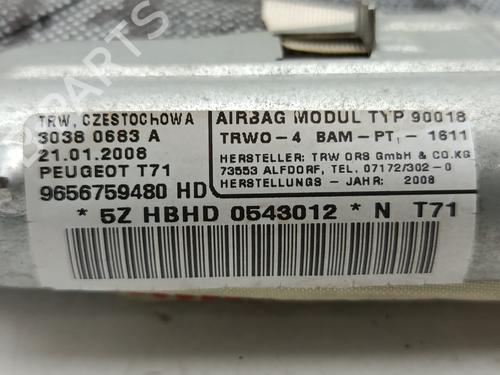 TRW, CZESTOCHOWA
3038 0683 A
21.01.2008
PEUGEOT T71
9656759480 HD
AIRBAG MODUL TYP 90018
TRWO-4 BAM-PT - 1611
HERSTELLER: TRW ORS GmbH & CO.KG
73553 ALFDORF, TEL. 07172/302-0
HERSTELLUNGS - JAHR: 2008
* 5Z HBHD 0543012 * N T71